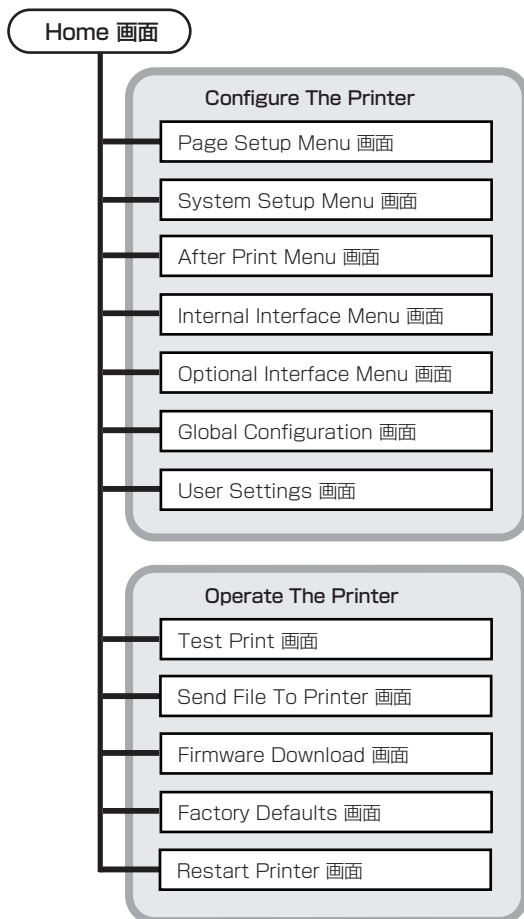 Home 画面
Configure The Printer
Page Setup Menu 画面
System Setup Menu 画面
After Print Menu 画面
Internal Interface Menu 画面
Optional Interface Menu 画面
Global Configuration 画面
User Settings 画面
Operate The Printer
Test Print 画面
Send File To Printer 画面
Firmware Download 画面
Factory Defaults 画面
Restart Printer 画面